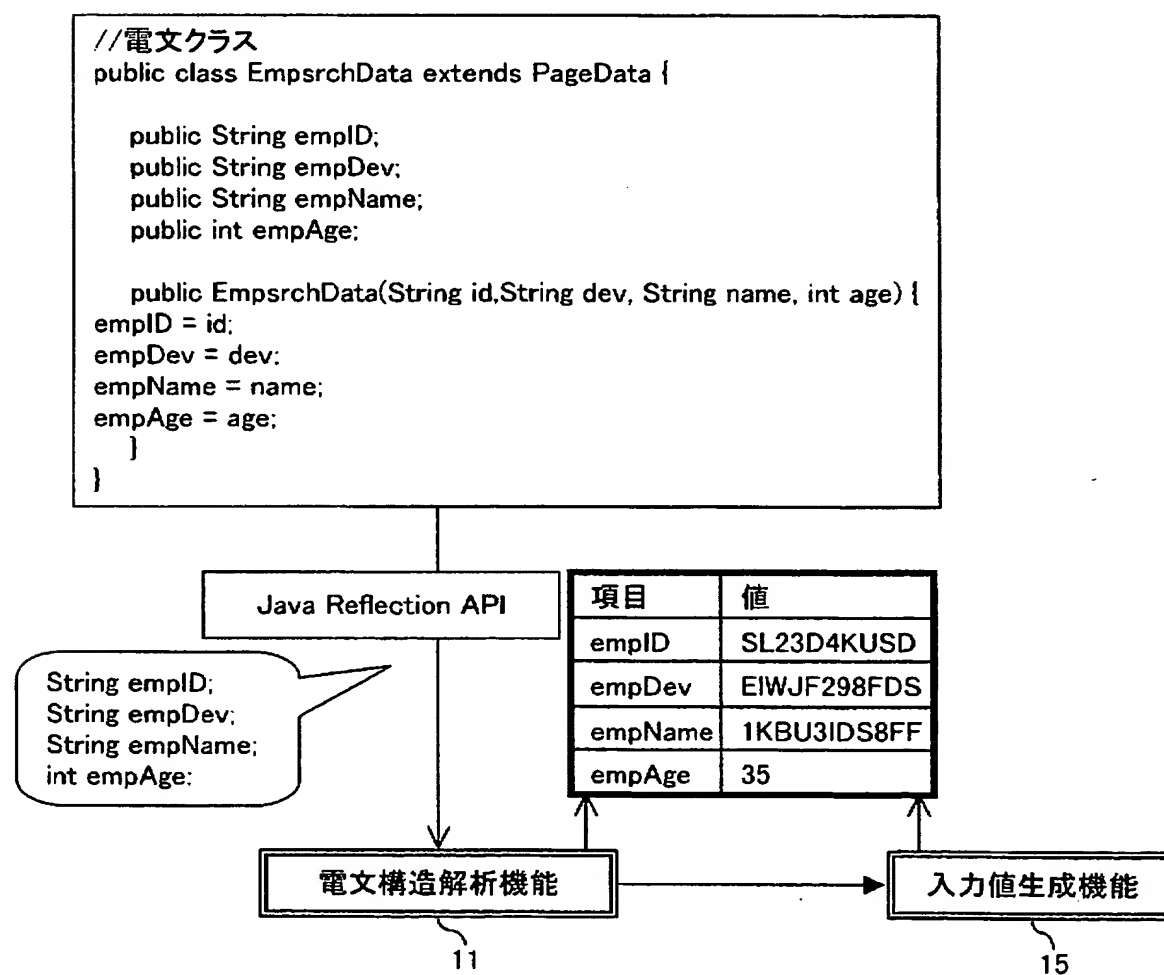 //電文クラス
public class EmpsrchData extends PageData {
public String empID;
public String empDev;
public String empName;
public int empAge;
public EmpsrchData(String id,String dev, String name, int age) {
empID = id;
empDev = dev;
empName = name;
empAge = age;
}
}
Java Reflection API
String empID;
String empDev;
String empName;
int empAge;
項目 値
empID SL23D4KUSD
empDev EIWJF298FDS
empName 1KBU3IDS8FF
empAge 35
電文構造解析機能
入力値生成機能
11
15